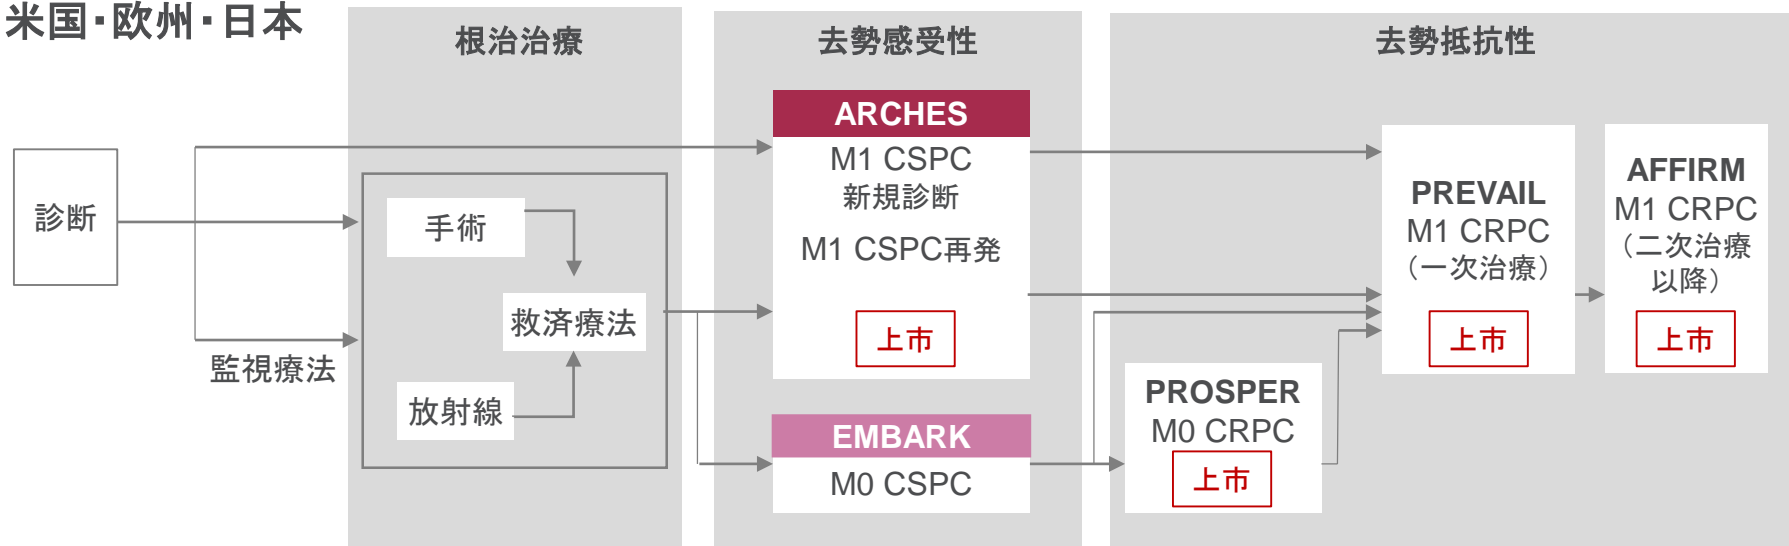 米国・欧州・日本
根治治療
去勢感受性
去勢抵抗性
診断
監視療法
手術
救済療法
放射線
ARCHES
M1 CSPC
新規診断
M1 CSPC再発
上市
EMBARK
M0 CSPC
PROSPER
M0 CRPC
上市
PREVAIL
M1 CRPC
（一次治療）
上市
AFFIRM
M1 CRPC
（二次治療
以降）
上市